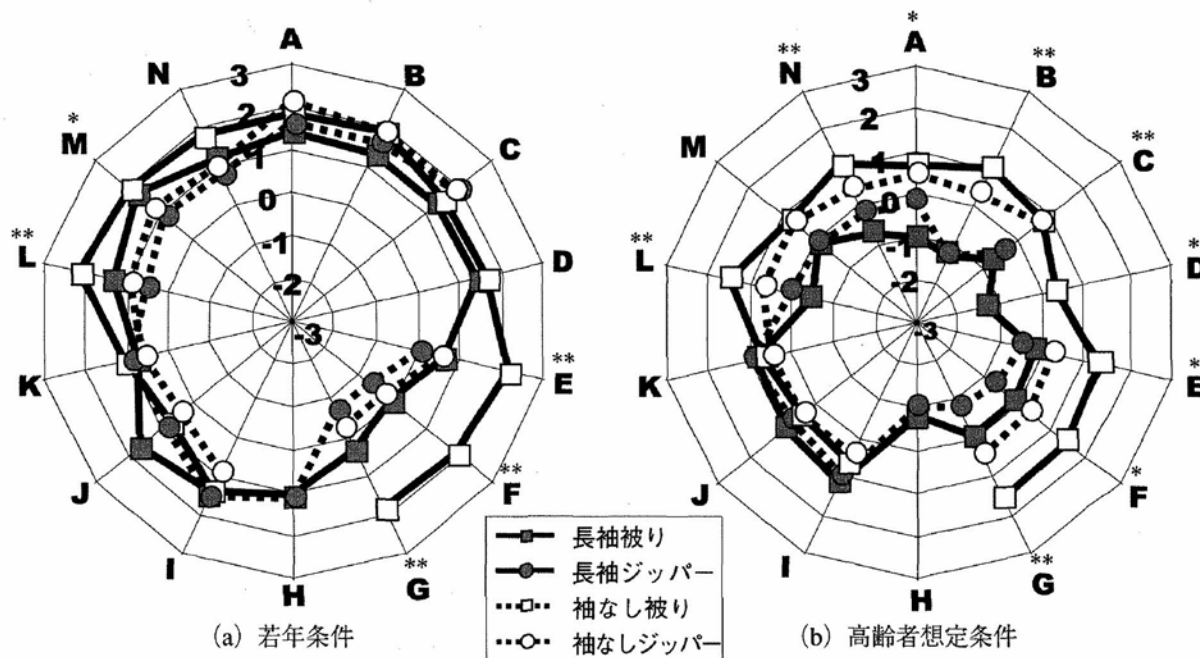 A
B
C
D
** E
** F
** G
H
I
J
K
** L
* M
N
3
2
1
0
-1
-2
-3
(a) 若年条件
長袖被り
長袖ジッパー
袖なし被り
袖なしジッパー
* A
** B
** C
* D
* E
* F
** G
H
I
J
K
** L
M
** N
3
2
1
0
-1
-2
-3
(b) 高齢者想定条件